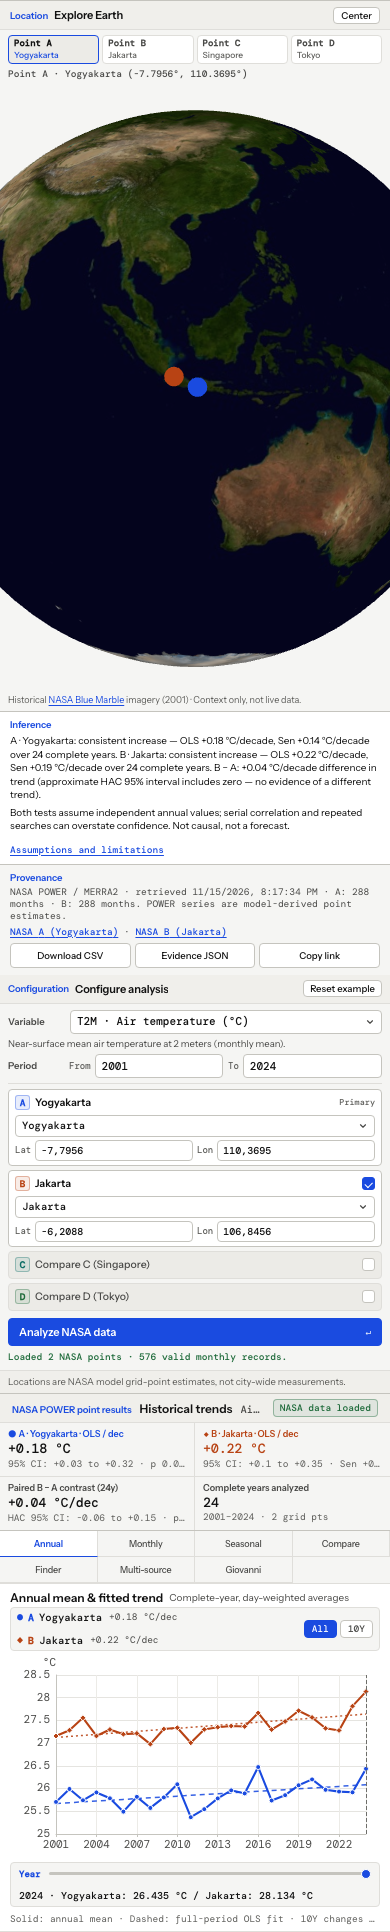 Location Explore Earth Center
Point A Point B Point C Point D
Yogyakarta Jakarta Singapore Tokyo
Point A · Yogyakarta (-7.7956°, 110.3695°)
Historical NASA Blue Marble imagery (2001) · Context only, not live data.
Inference
A · Yogyakarta: consistent increase — OLS +0.18 °C/decade, Sen +0.14 °C/decade
over 24 complete years. B · Jakarta: consistent increase — OLS +0.22 °C/decade,
Sen +0.19 °C/decade over 24 complete years. B − A: +0.04 °C/decade difference in
trend (approximate HAC 95% interval includes zero — no evidence of a different
trend).
Both tests assume independent annual values; serial correlation and repeated
searches can overstate confidence. Not causal, not a forecast.
Assumptions and limitations
Provenance
NASA POWER / MERRA2 · retrieved 11/15/2026, 8:17:34 PM · A: 288
months · B: 288 months. POWER series are model-derived point
estimates.
NASA A (Yogyakarta) · NASA B (Jakarta)
Download CSV Evidence JSON Copy link
Configuration Configure analysis Reset example
Variable T2M · Air temperature (°C)
Near-surface mean air temperature at 2 meters (monthly mean).
Period From 2001 To 2024
A Yogyakarta Primary
Yogyakarta
Lat -7,7956 Lon 110,3695
B Jakarta
Jakarta
Lat -6,2088 Lon 106,8456
C Compare C (Singapore)
D Compare D (Tokyo)
Analyze NASA data ↵
Loaded 2 NASA points · 576 valid monthly records.
Locations are NASA model grid-point estimates, not city-wide measurements.
NASA POWER point results Historical trends Ai… NASA data loaded
A · Yogyakarta · OLS / dec B · Jakarta · OLS / dec
+0.18 °C +0.22 °C
95% CI: +0.03 to +0.32 · p 0.0… 95% CI: +0.1 to +0.35 · Sen +0…
Paired B − A contrast (24y) Complete years analyzed
+0.04 °C/dec 24
HAC 95% CI: -0.06 to +0.15 · p… 2001–2024 · 2 grid pts
Annual Monthly Seasonal Compare
Finder Multi-source Giovanni
Annual mean & fitted trend Complete-year, day-weighted averages
A Yogyakarta +0.18 °C/dec
B Jakarta +0.22 °C/dec
All 10Y
°C
28.5
28
27.5
27
26.5
26
25.5
25
2001 2004 2007 2010 2013 2016 2019 2022
Year
2024 · Yogyakarta: 26.435 °C / Jakarta: 28.134 °C
Solid: annual mean · Dashed: full-period OLS fit · 10Y changes …